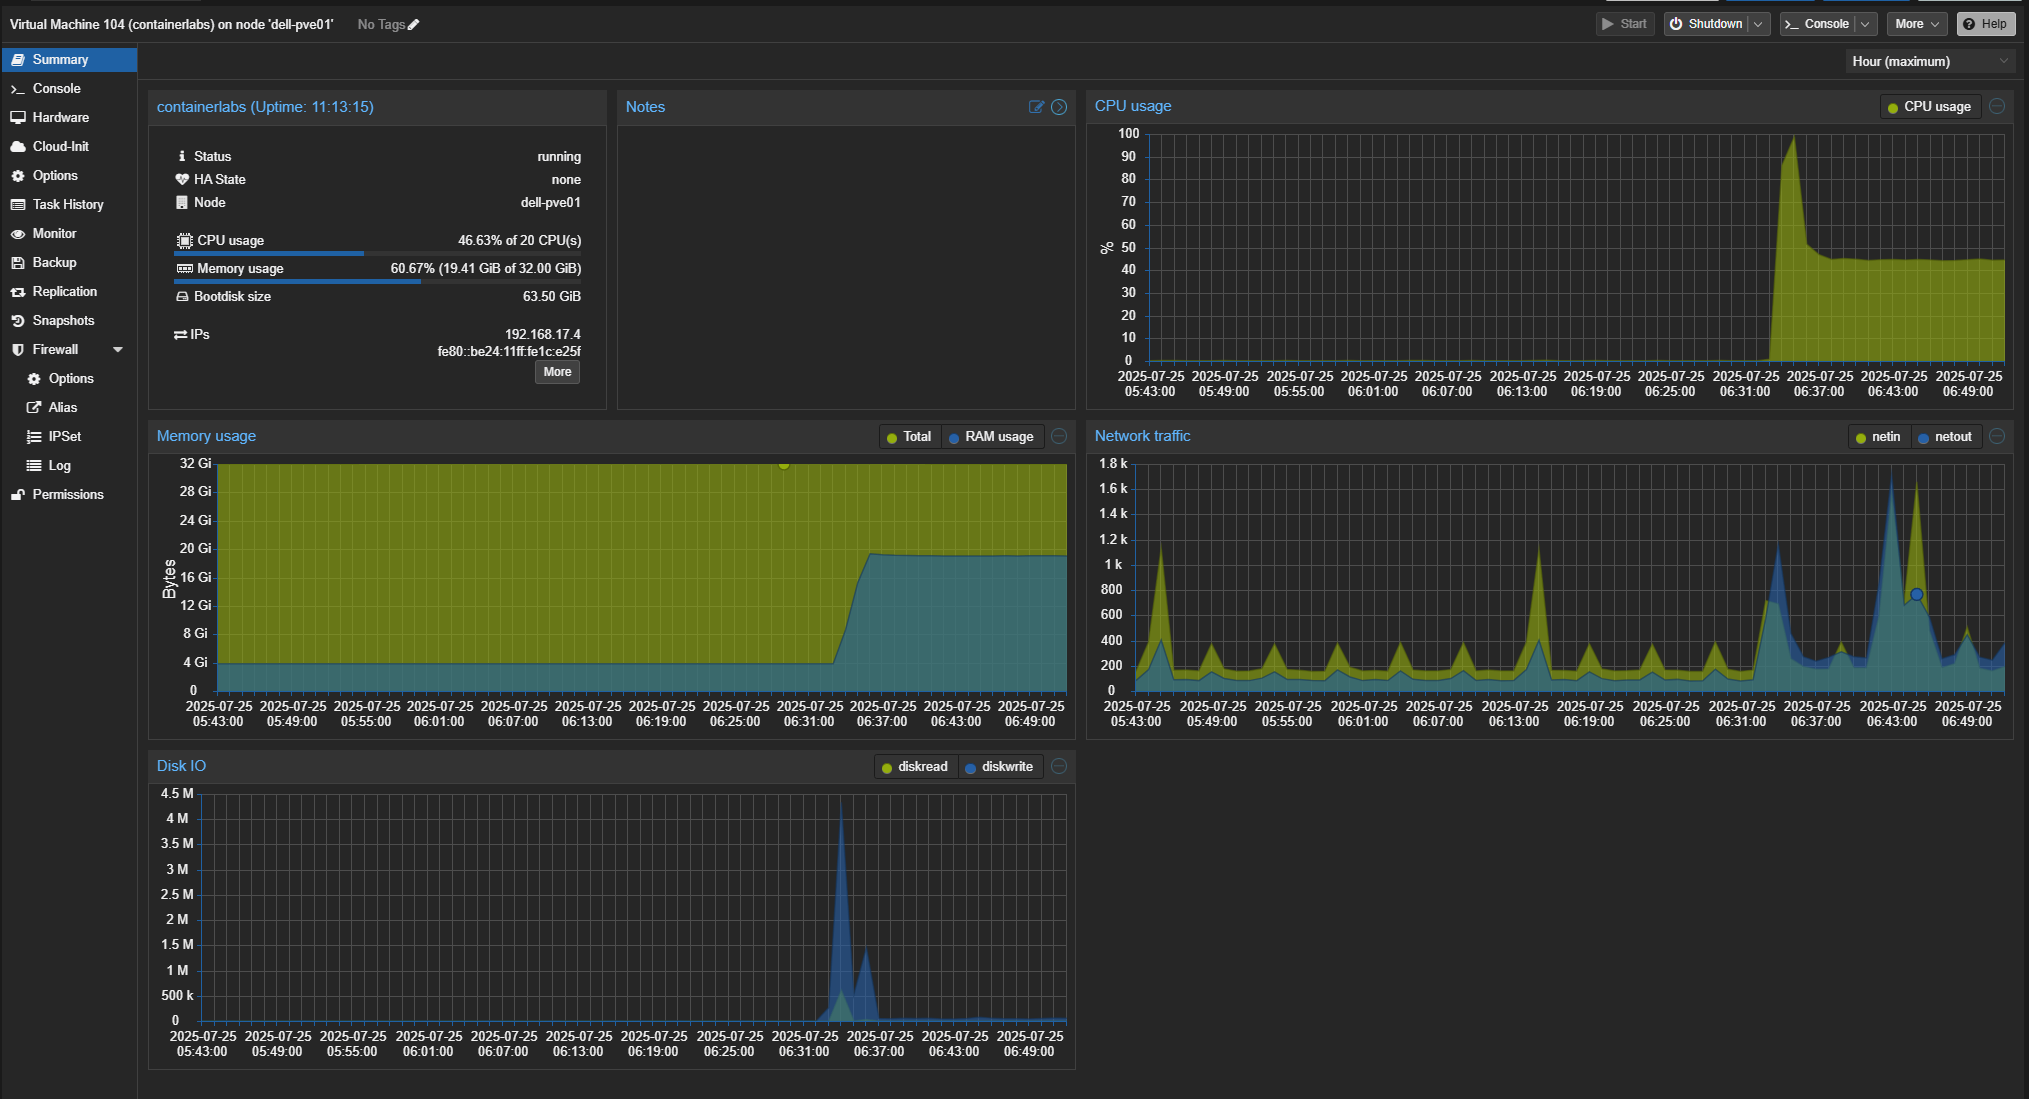 Virtual Machine 104 (containerlabs) on node 'dell-pve01' No Tags Start Shutdown Console More Help
Hour (maximum)
Summary
Console
Hardware
Cloud-Init
Options
Task History
Monitor
Backup
Replication
Snapshots
Firewall
Options
Alias
IPSet
Log
Permissions
containerlabs (Uptime: 11:13:15)
Status running
HA State none
Node dell-pve01
CPU usage 46.63% of 20 CPU(s)
Memory usage 60.67% (19.41 GiB of 32.00 GiB)
Bootdisk size 63.50 GiB
IPs 192.168.17.4
fe80::be24:11ff:fe1c:e25f
More
Notes
CPU usage CPU usage
100
90
80
70
60
50
40
30
20
10
0
%
2025-07-25 2025-07-25 2025-07-25 2025-07-25 2025-07-25 2025-07-25 2025-07-25 2025-07-25 2025-07-25 2025-07-25 2025-07-25 2025-07-25
05:43:00 05:49:00 05:55:00 06:01:00 06:07:00 06:13:00 06:19:00 06:25:00 06:31:00 06:37:00 06:43:00 06:49:00
Memory usage Total RAM usage
32 Gi
28 Gi
24 Gi
20 Gi
16 Gi
12 Gi
8 Gi
4 Gi
0
Bytes
2025-07-25 2025-07-25 2025-07-25 2025-07-25 2025-07-25 2025-07-25 2025-07-25 2025-07-25 2025-07-25 2025-07-25 2025-07-25 2025-07-25
05:43:00 05:49:00 05:55:00 06:01:00 06:07:00 06:13:00 06:19:00 06:25:00 06:31:00 06:37:00 06:43:00 06:49:00
Network traffic netin netout
1.8 k
1.6 k
1.4 k
1.2 k
1 k
800
600
400
200
0
2025-07-25 2025-07-25 2025-07-25 2025-07-25 2025-07-25 2025-07-25 2025-07-25 2025-07-25 2025-07-25 2025-07-25 2025-07-25 2025-07-25
05:43:00 05:49:00 05:55:00 06:01:00 06:07:00 06:13:00 06:19:00 06:25:00 06:31:00 06:37:00 06:43:00 06:49:00
Disk IO diskread diskwrite
4.5 M
4 M
3.5 M
3 M
2.5 M
2 M
1.5 M
1 M
500 k
0
2025-07-25 2025-07-25 2025-07-25 2025-07-25 2025-07-25 2025-07-25 2025-07-25 2025-07-25 2025-07-25 2025-07-25 2025-07-25 2025-07-25
05:43:00 05:49:00 05:55:00 06:01:00 06:07:00 06:13:00 06:19:00 06:25:00 06:31:00 06:37:00 06:43:00 06:49:00